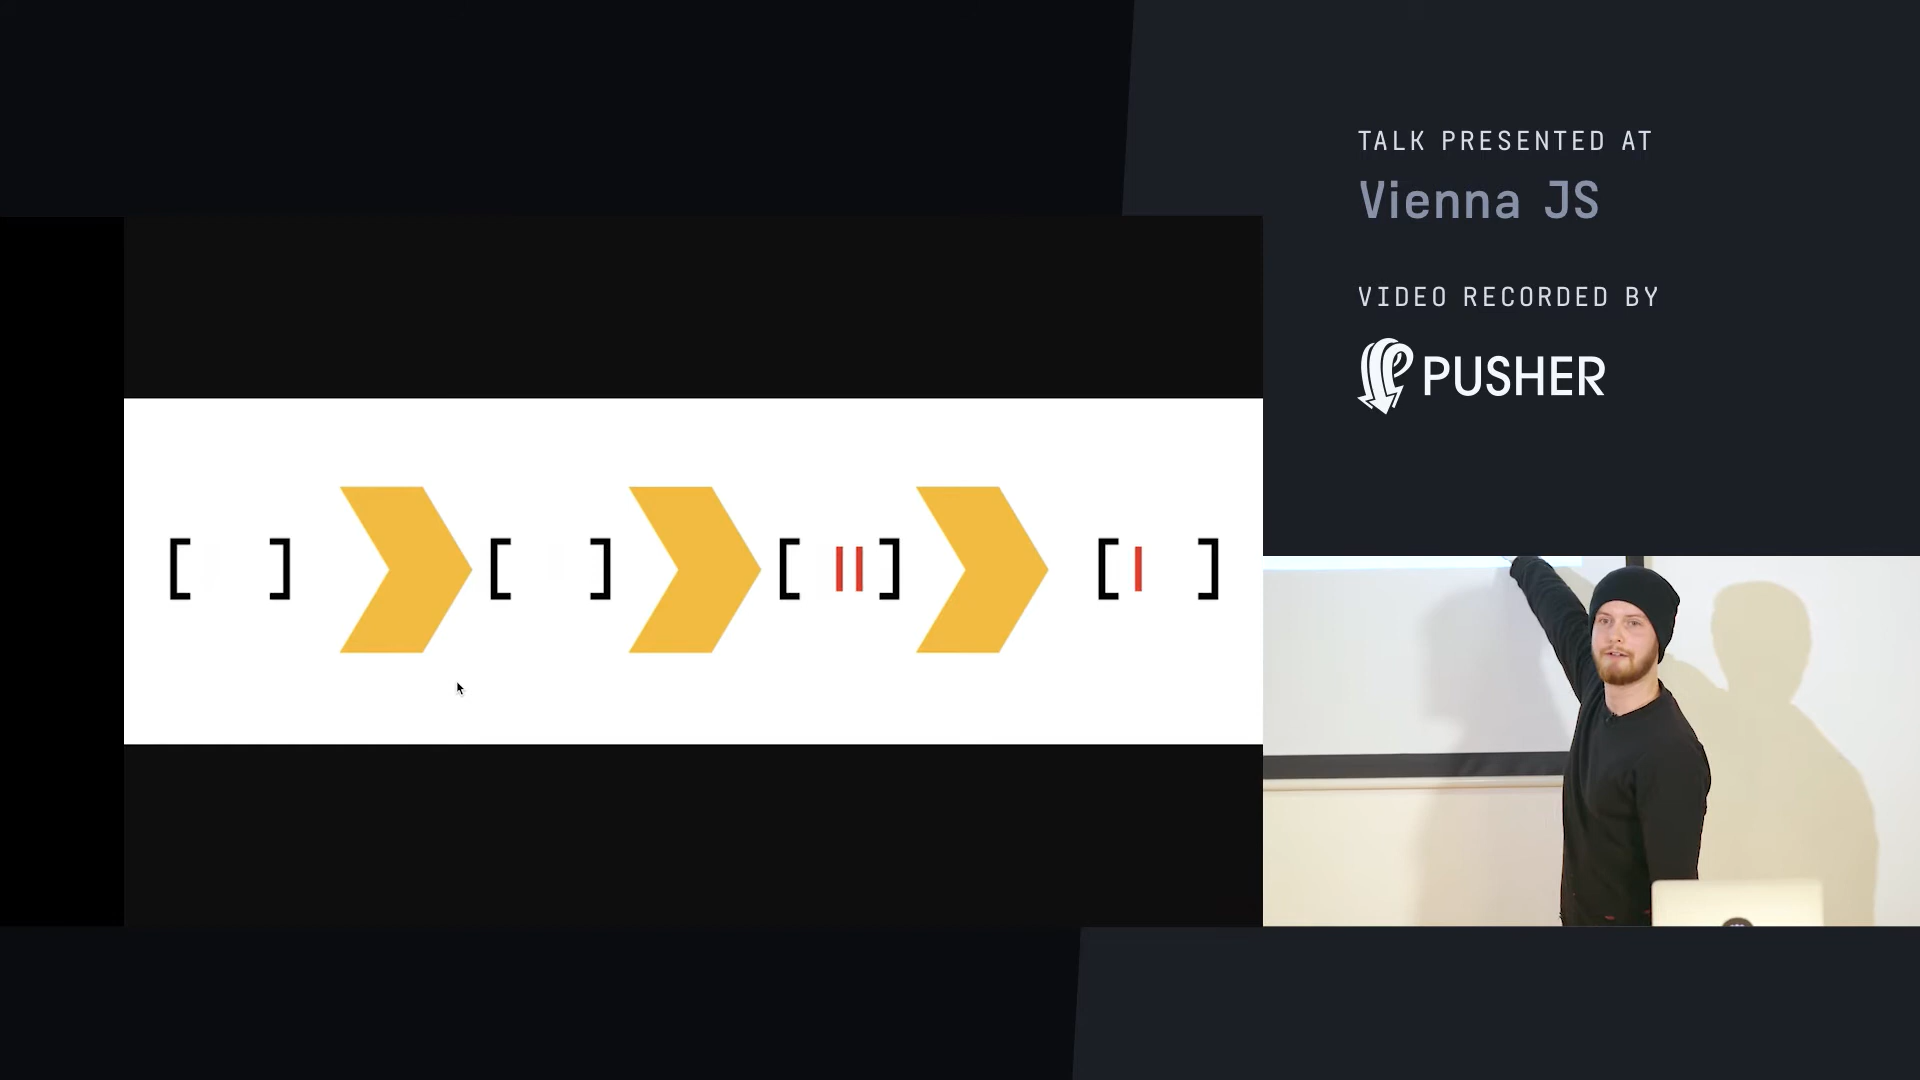 TALK PRESENTED AT
Vienna JS
VIDEO RECORDED BY
PUSHER
[ ] [ ] [ || ] [ | ]